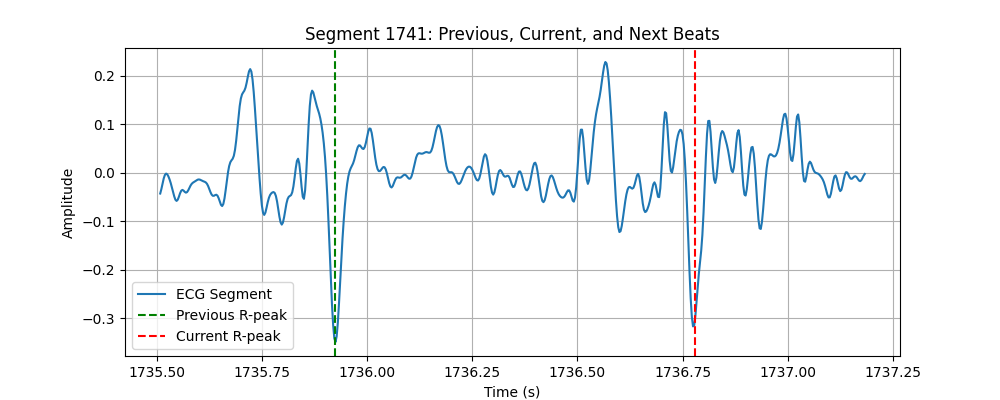 Segment 1741: Previous, Current, and Next Beats
Amplitude
0.2
0.1
0.0
−0.1
−0.2
−0.3
ECG Segment
Previous R-peak
Current R-peak
1735.50 1735.75 1736.00 1736.25 1736.50 1736.75 1737.00 1737.25
Time (s)